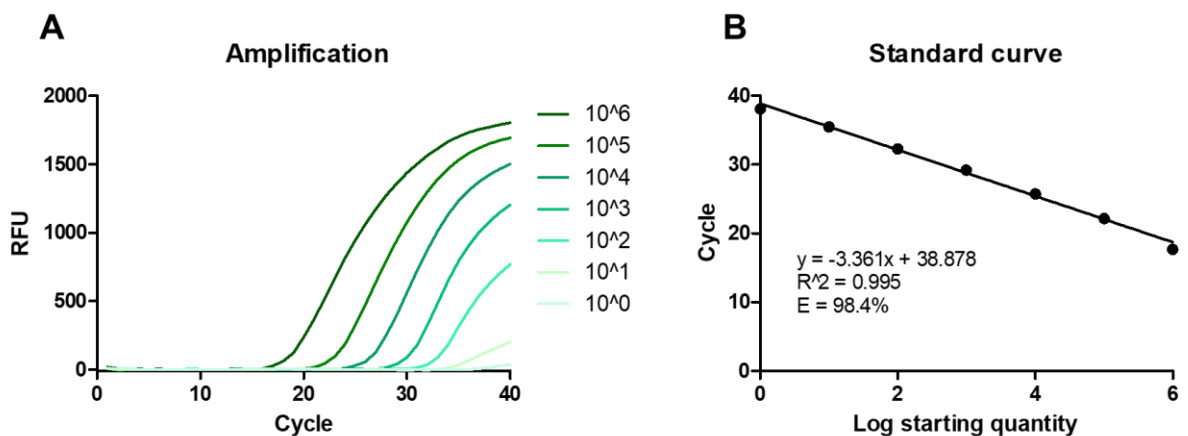 A
Amplification
2000
1500
1000
500
0
RFU
0
10
20
30
40
Cycle
10^6
10^5
10^4
10^3
10^2
10^1
10^0
B
Standard curve
40
30
20
10
0
Cycle
y = -3.361x + 38.878
R^2 = 0.995
E = 98.4%
0
2
4
6
Log starting quantity